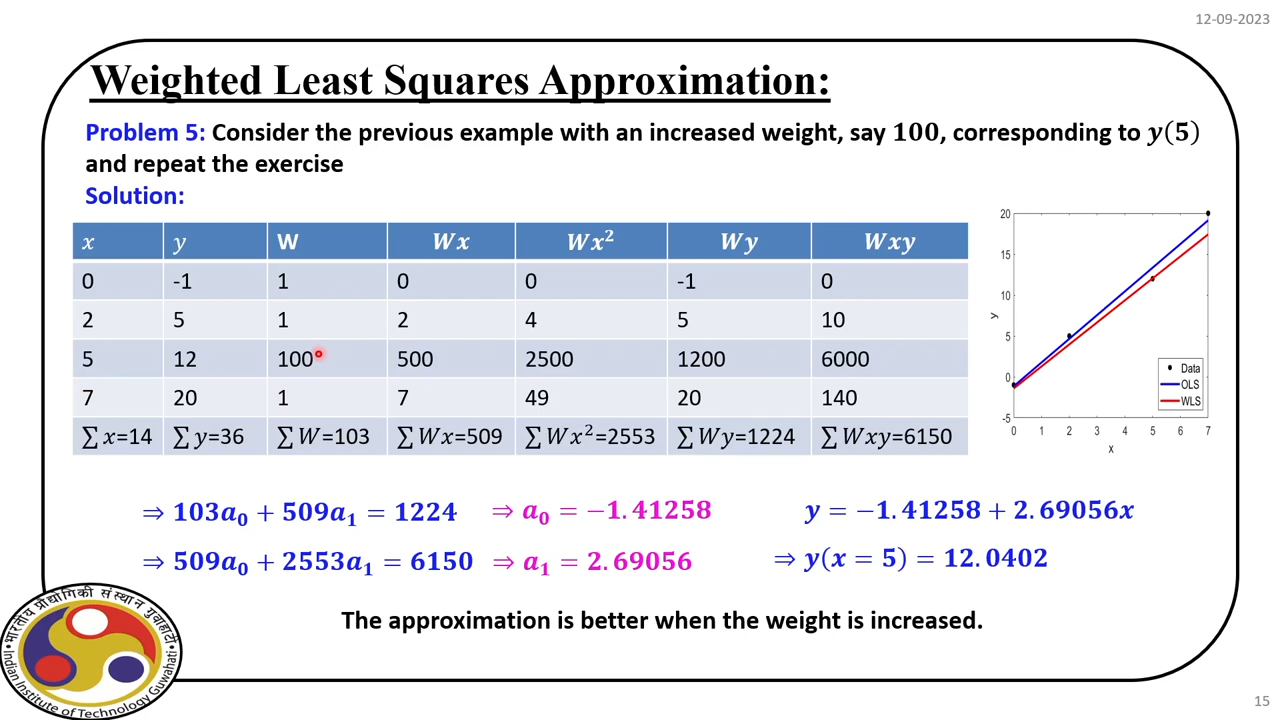 12-09-2023
Weighted Least Squares Approximation:
Problem 5: Consider the previous example with an increased weight, say 100, corresponding to y(5)
and repeat the exercise
Solution:
x y W Wx Wx² Wy Wxy
0 -1 1 0 0 -1 0
2 5 1 2 4 5 10
5 12 100 500 2500 1200 6000
7 20 1 7 49 20 140
∑x=14 ∑y=36 ∑W=103 ∑Wx=509 ∑Wx²=2553 ∑Wy=1224 ∑Wxy=6150
20
15
10
5
0
-5
y
0 1 2 3 4 5 6 7
x
Data
OLS
WLS
⇒ 103a₀ + 509a₁ = 1224 ⇒ a₀ = −1.41258 y = −1.41258 + 2.69056x
⇒ 509a₀ + 2553a₁ = 6150 ⇒ a₁ = 2.69056 ⇒ y(x = 5) = 12.0402
The approximation is better when the weight is increased.
भारतीय प्रौद्योगिकी संस्थान गुवाहाटी
Indian Institute of Technology Guwahati
15